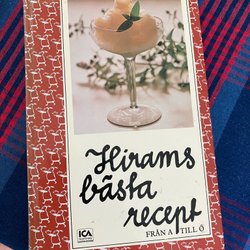 Hirams
bästa
recept
FRÅN A TILL Ö
ICA